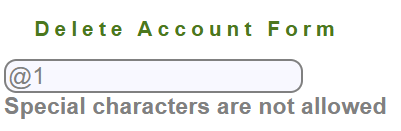 Delete Account Form
@1
Special characters are not allowed